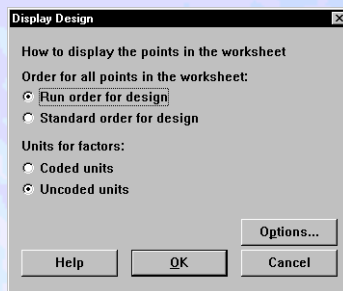 Display Design
How to display the points in the worksheet
Order for all points in the worksheet:
Run order for design
Standard order for design
Units for factors:
Coded units
Uncoded units
Options...
Help
OK
Cancel